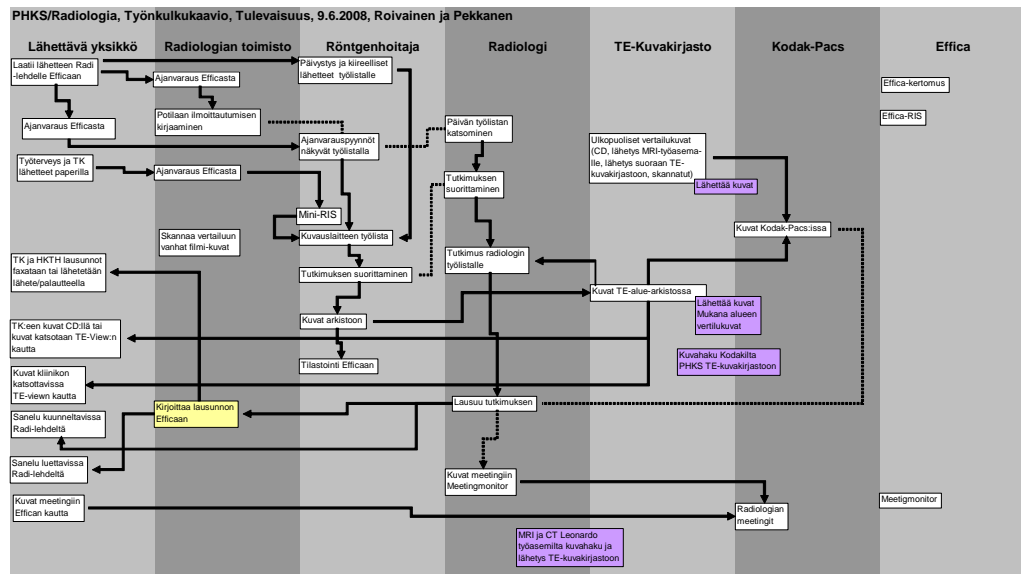 PHKS/Radiologia, Työnkulkukaavio, Tulevaisuus, 9.6.2008, Roivainen ja Pekkanen
Lähettävä yksikkö
Radiologian toimisto
Röntgenhoitaja
Radiologi
TE-Kuvakirjasto
Kodak-Pacs
Effica
Laatii lähetteen Radi
-lehdelle Efficaan
Ajanvaraus Efficasta
Työterveys ja TK
lähetteet paperilla
TK ja HKTH lausunnot
faxataan tai lähetetään
lähete/palautteella
TK:een kuvat CD:llä tai
kuvat katsotaan TE-View:n
kautta
Kuvat kliinikon
katsottavissa
TE-viewn kautta
Sanelu kuunneltavissa
Radi-lehdeltä
Sanelu luettavissa
Radi-lehdeltä
Kuvat meetingiin
Effican kautta
Ajanvaraus Efficasta
Potilaan ilmoittautumisen
kirjaaminen
Ajanvaraus Efficasta
Skannaa vertailuun
vanhat filmi-kuvat
Kirjoittaa lausunnon
Efficaan
Päivystys ja kiireelliset
lähetteet työlistalle
Ajanvarauspyynnöt
näkyvät työlistalla
Mini-RIS
Kuvauslaitteen työlista
Tutkimuksen suorittaminen
Kuvat arkistoon
Tilastointi Efficaan
Päivän työlistan
katsominen
Tutkimuksen
suorittaminen
Tutkimus radiologin
työlistalle
Lausuu tutkimuksen
Kuvat meetingiin
Meetingmonitor
MRI ja CT Leonardo
työasemilta kuvahaku ja
lähetys TE-kuvakirjastoon
Ulkopuoliset vertailukuvat
(CD, lähetys MRI-työasema-
lle, lähetys suoraan TE-
kuvakirjastoon, skannatut)
Lähettää kuvat
Kuvat TE-alue-arkistossa
Lähettää kuvat
Mukana alueen
vertilukuvat
Kuvahaku Kodakilta
PHKS TE-kuvakirjastoon
Kuvat Kodak-Pacs:issa
Radiologian
meetingit
Effica-kertomus
Effica-RIS
Meetigmonitor